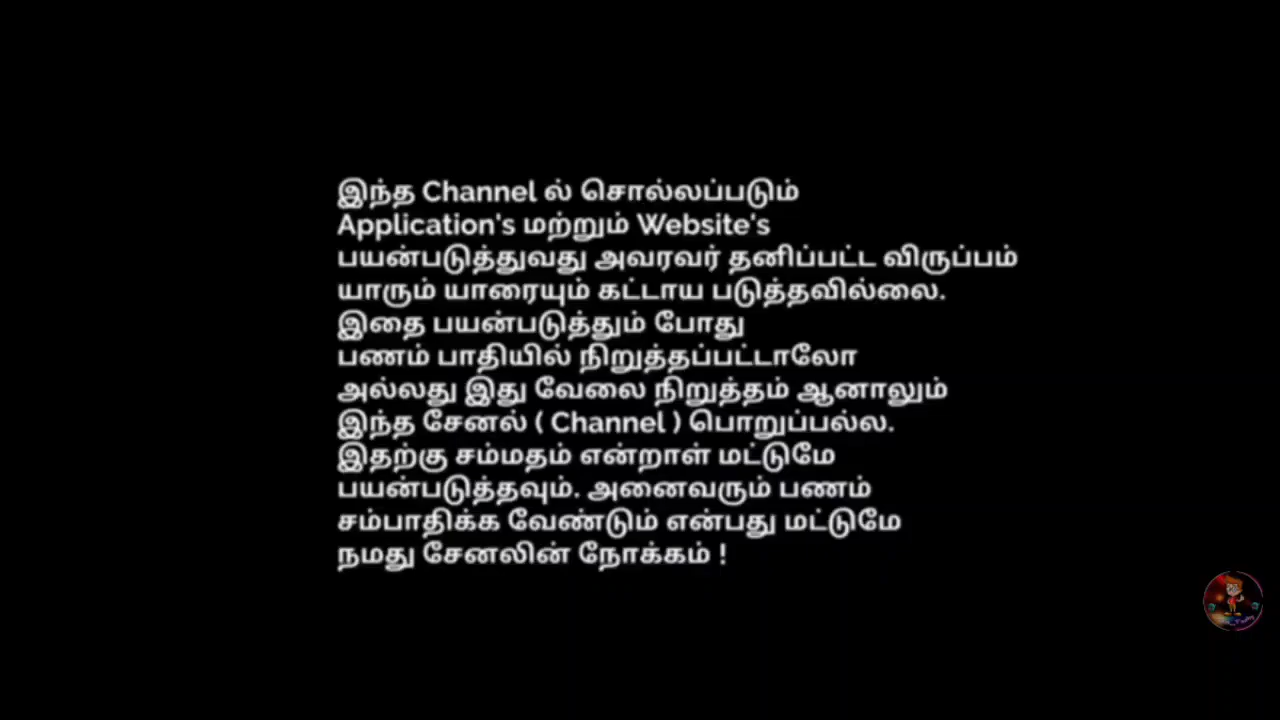 இந்த Channel ல் சொல்லப்படும்
Application's மற்றும் Website's
பயன்படுத்துவது அவரவர் தனிப்பட்ட விருப்பம்
யாரும் யாரையும் கட்டாய படுத்தவில்லை.
இதை பயன்படுத்தும் போது
பணம் பாதியில் நிறுத்தப்பட்டாலோ
அல்லது இது வேலை நிறுத்தம் ஆனாலும்
இந்த சேனல் ( Channel ) பொறுப்பல்ல.
இதற்கு சம்மதம் என்றாள் மட்டுமே
பயன்படுத்தவும். அனைவரும் பணம்
சம்பாதிக்க வேண்டும் என்பது மட்டுமே
நமது சேனலின் நோக்கம் !